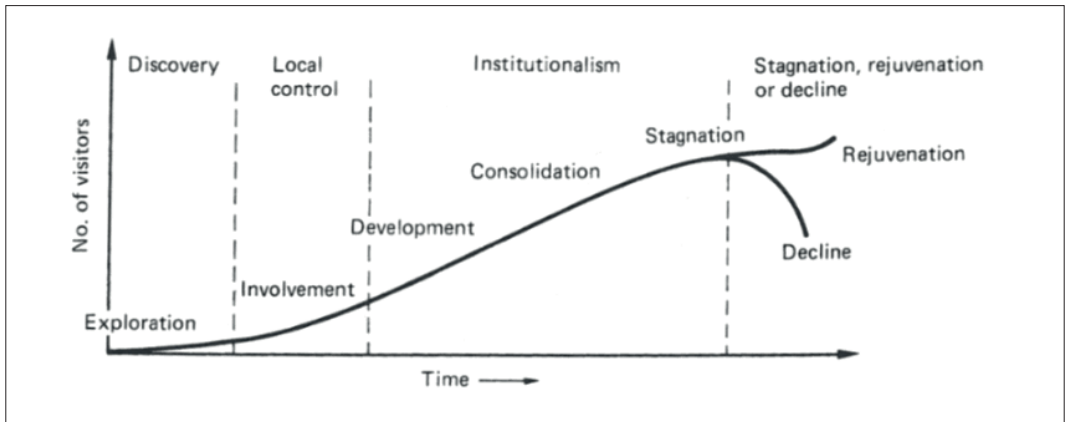 Discovery
Local
control
Institutionalism
Stagnation, rejuvenation
or decline
No. of visitors
Stagnation
Rejuvenation
Consolidation
Development
Decline
Involvement
Exploration
Time